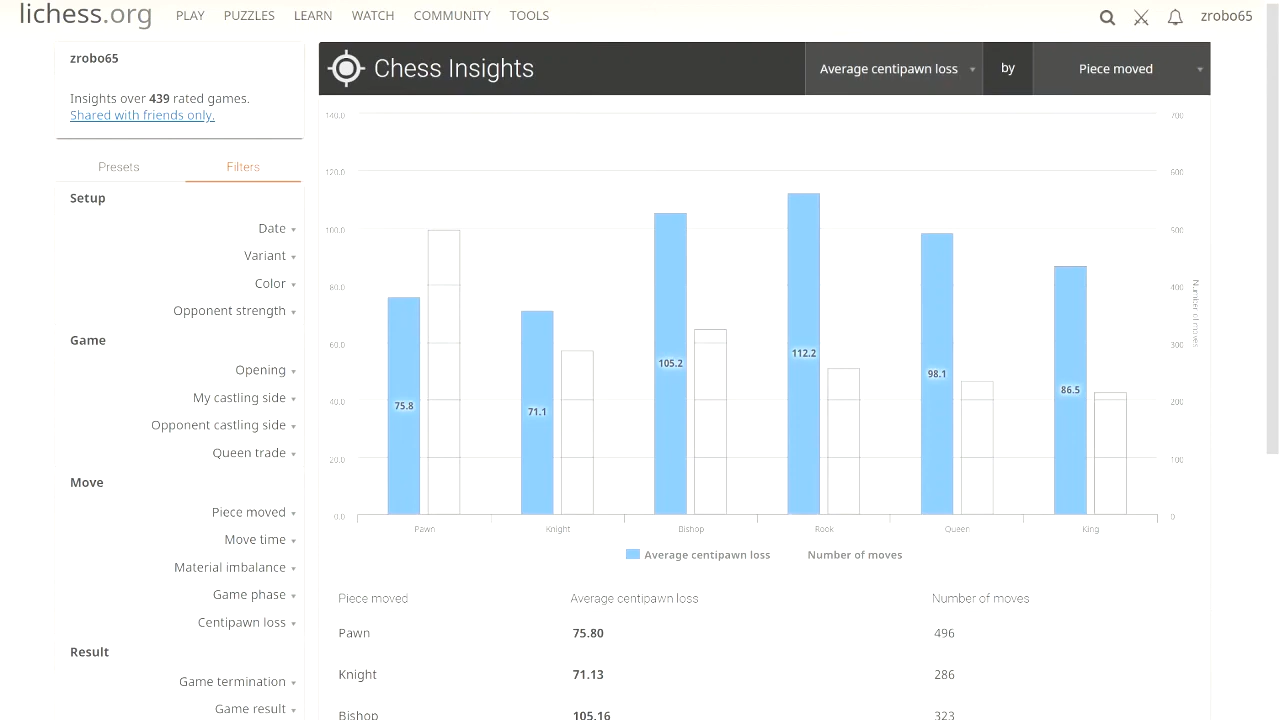 lichess.org PLAY PUZZLES LEARN WATCH COMMUNITY TOOLS zrobo65
zrobo65
Insights over 439 rated games.
Shared with friends only.
Presets Filters
Setup
Date
Variant
Color
Opponent strength
Game
Opening
My castling side
Opponent castling side
Queen trade
Move
Piece moved
Move time
Material imbalance
Game phase
Centipawn loss
Result
Game termination
Game result
Chess Insights Average centipawn loss by Piece moved
140.0 700
120.0 600
100.0 500
80.0 400
60.0 300
40.0 200
20.0 100
0.0 0
Number of moves
75.8 71.1 105.2 112.2 98.1 86.5
Pawn Knight Bishop Rook Queen King
Average centipawn loss Number of moves
Piece moved Average centipawn loss Number of moves
Pawn 75.80 496
Knight 71.13 286
Bishop 105.16 323